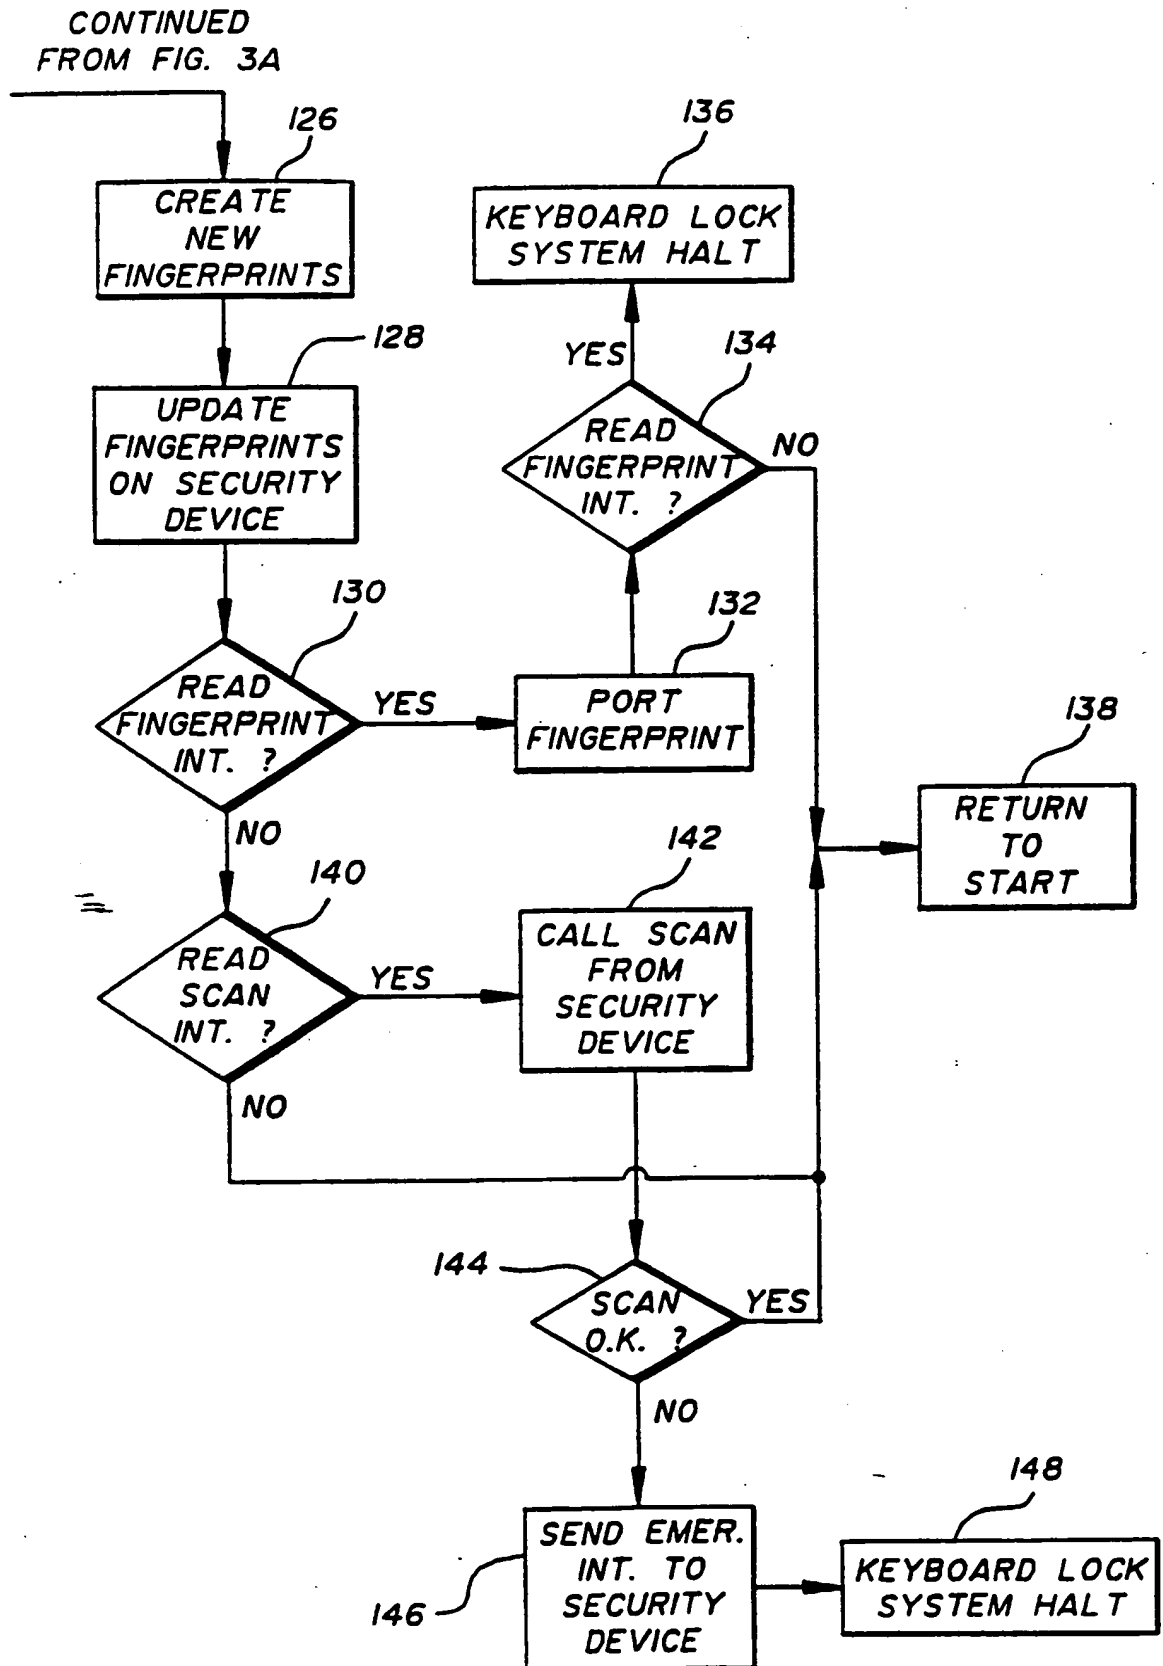 CONTINUED
FROM FIG. 3A
126
CREATE
NEW
FINGERPRINTS
136
KEYBOARD LOCK
SYSTEM HALT
128
UPDATE
FINGERPRINTS
ON SECURITY
DEVICE
YES
134
READ
FINGERPRINT
INT. ?
NO
130
READ
FINGERPRINT
INT. ?
YES
132
PORT
FINGERPRINT
138
RETURN
TO
START
NO
140
READ
SCAN
INT. ?
YES
142
CALL SCAN
FROM
SECURITY
DEVICE
NO
144
SCAN
O.K. ?
YES
NO
146
SEND EMER.
INT. TO
SECURITY
DEVICE
148
KEYBOARD LOCK
SYSTEM HALT